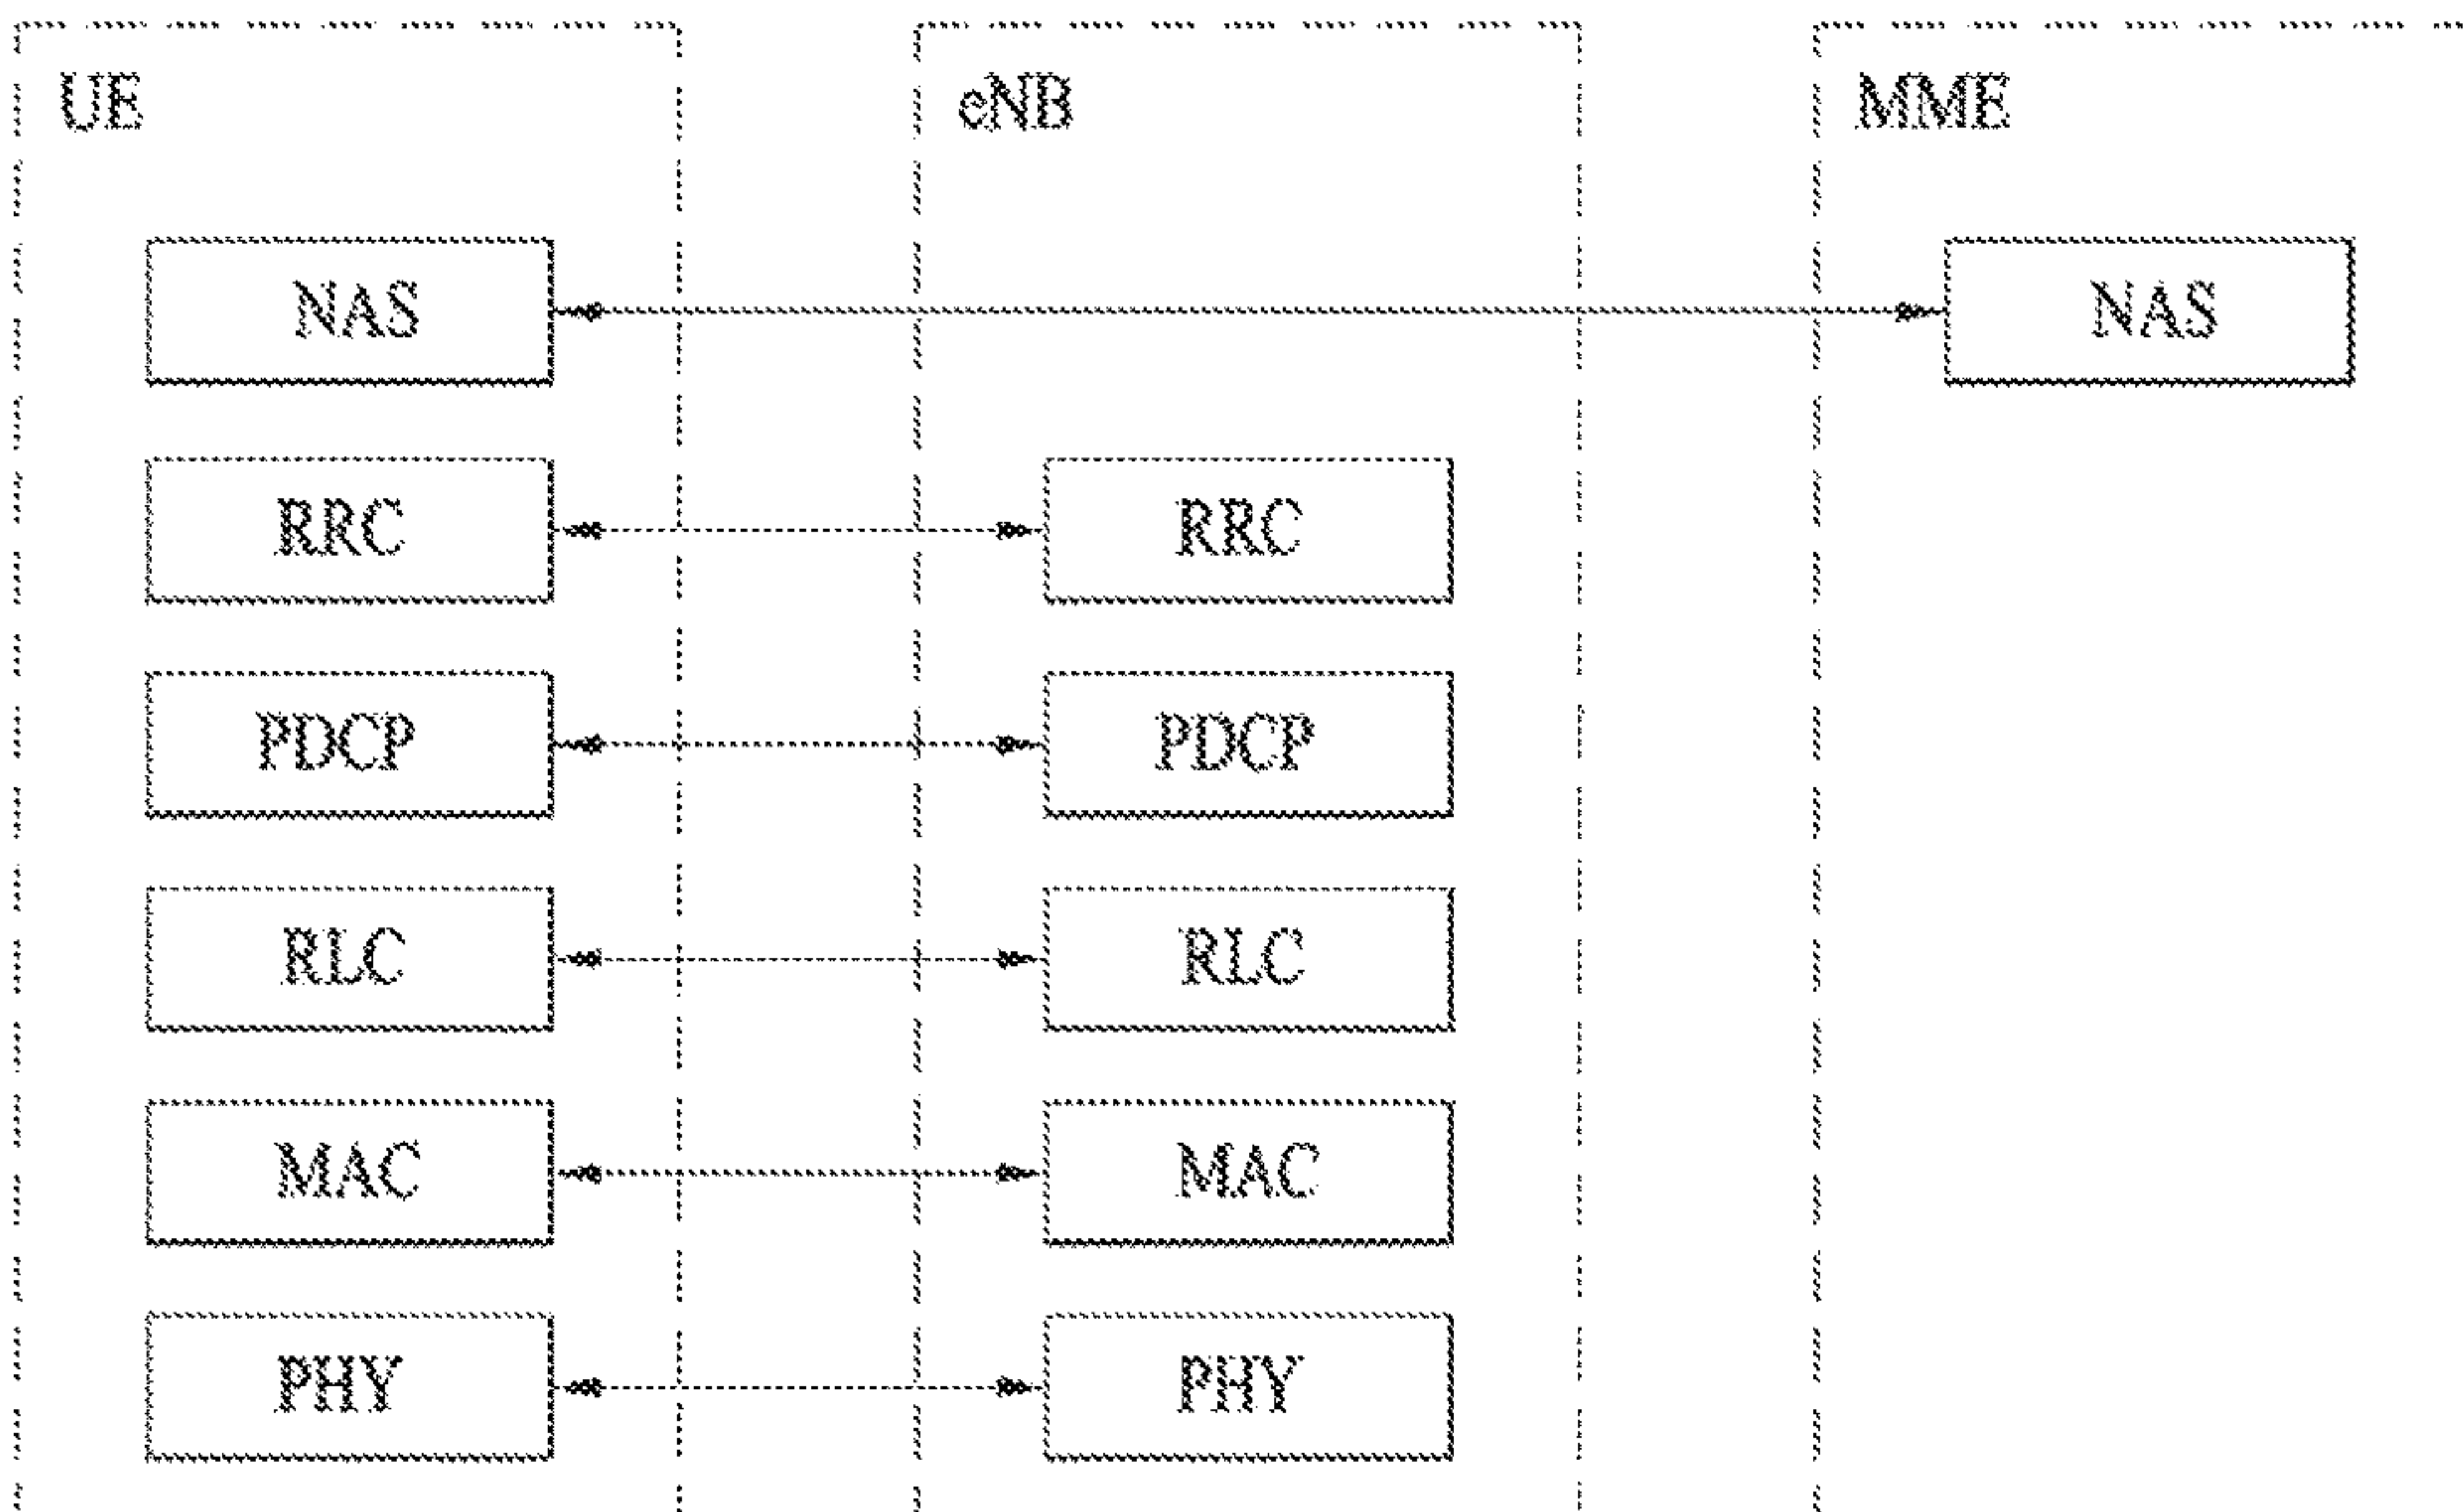 UE eNB MME
NAS NAS
RRC RRC
PDCP PDCP
RLC RLC
MAC MAC
PHY PHY